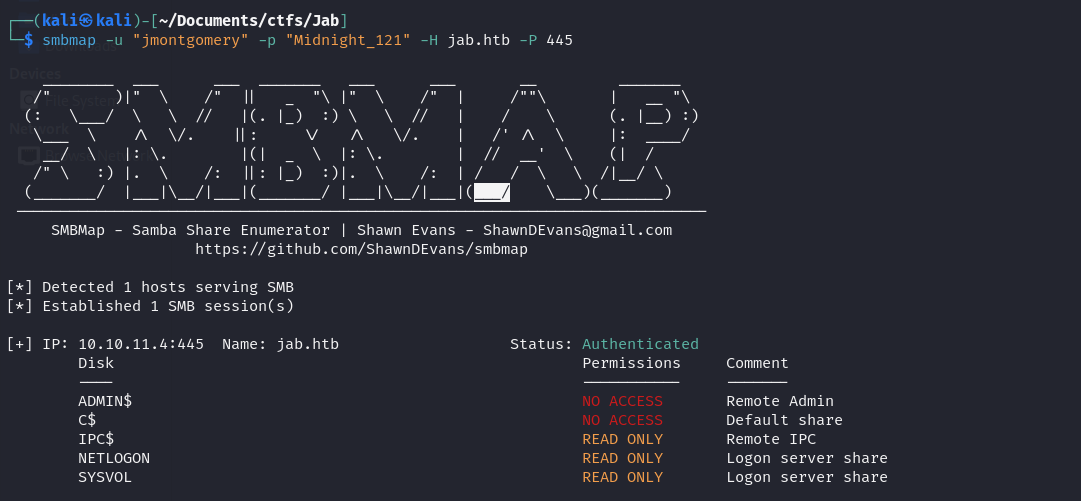 ┌──(kali㉿kali)-[~/Documents/ctfs/Jab]
└─$ smbmap -u "jmontgomery" -p "Midnight_121" -H jab.htb -P 445
SMBMAP
SMBMap - Samba Share Enumerator | Shawn Evans - ShawnDEvans@gmail.com
https://github.com/ShawnDEvans/smbmap
[*] Detected 1 hosts serving SMB
[*] Established 1 SMB session(s)
[+] IP: 10.10.11.4:445 Name: jab.htb Status: Authenticated
Disk Permissions Comment
---- ----------- -------
ADMIN$ NO ACCESS Remote Admin
C$ NO ACCESS Default share
IPC$ READ ONLY Remote IPC
NETLOGON READ ONLY Logon server share
SYSVOL READ ONLY Logon server share